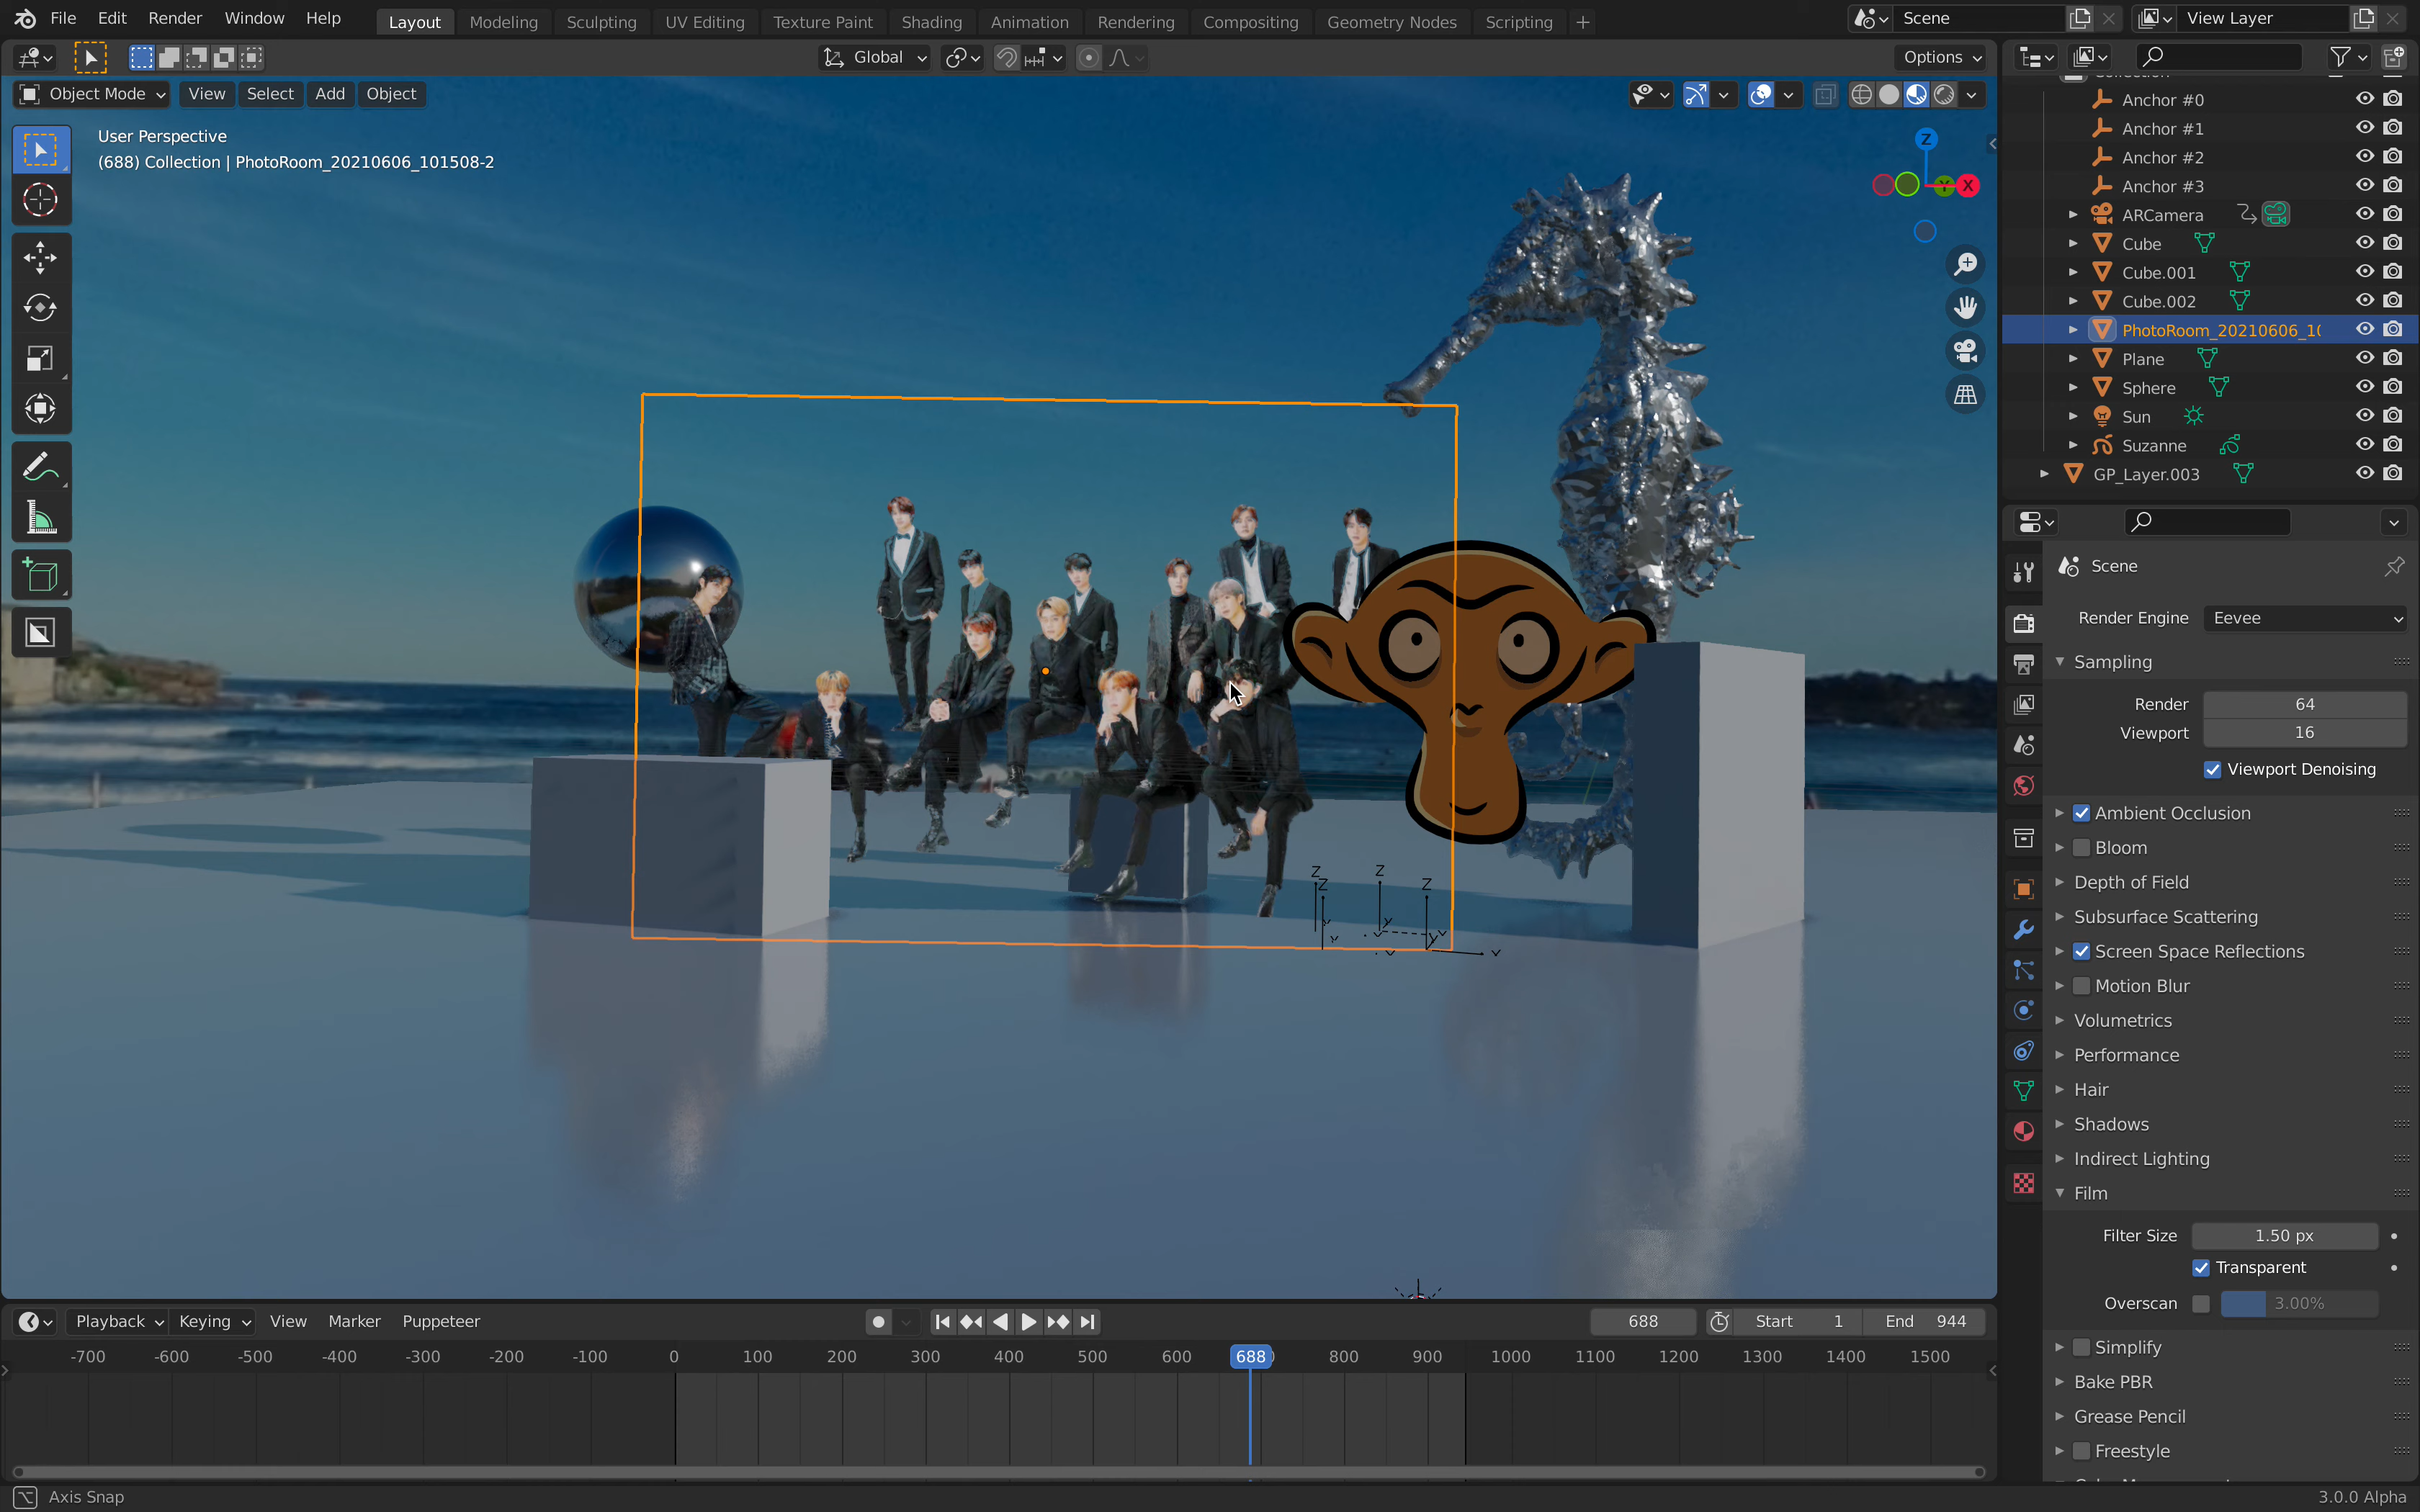 File Edit Render Window Help
Layout Modeling Sculpting UV Editing Texture Paint Shading Animation Rendering Compositing Geometry Nodes Scripting +
Scene
View Layer
Global
Options
Object Mode View Select Add Object
User Perspective
(688) Collection | PhotoRoom_20210606_101508-2
Z
Y
X
Z
Z
Z
Z
Collection
Anchor #0
Anchor #1
Anchor #2
Anchor #3
ARCamera
Cube
Cube.001
Cube.002
PhotoRoom_20210606_10
Plane
Sphere
Sun
Suzanne
GP_Layer.003
Scene
Render Engine Eevee
Sampling
Render 64
Viewport 16
Viewport Denoising
Ambient Occlusion
Bloom
Depth of Field
Subsurface Scattering
Screen Space Reflections
Motion Blur
Volumetrics
Performance
Hair
Shadows
Indirect Lighting
Film
Filter Size 1.50 px
Transparent
Overscan 3.00%
Simplify
Bake PBR
Grease Pencil
Freestyle
Playback Keying View Marker Puppeteer
688 Start 1 End 944
-700 -600 -500 -400 -300 -200 -100 0 100 200 300 400 500 600 688 800 900 1000 1100 1200 1300 1400 1500
Axis Snap
3.0.0 Alpha